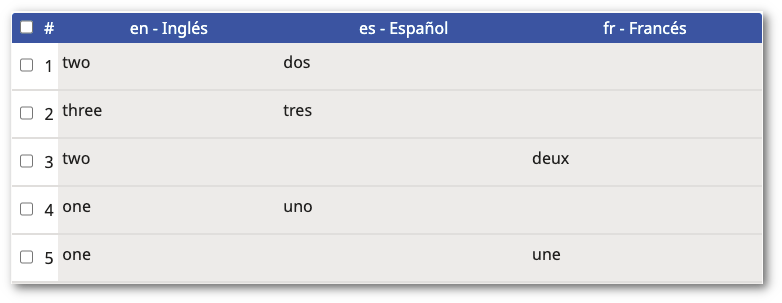 # en - Inglés es - Español fr - Francés
1 two dos
2 three tres
3 two deux
4 one uno
5 one une